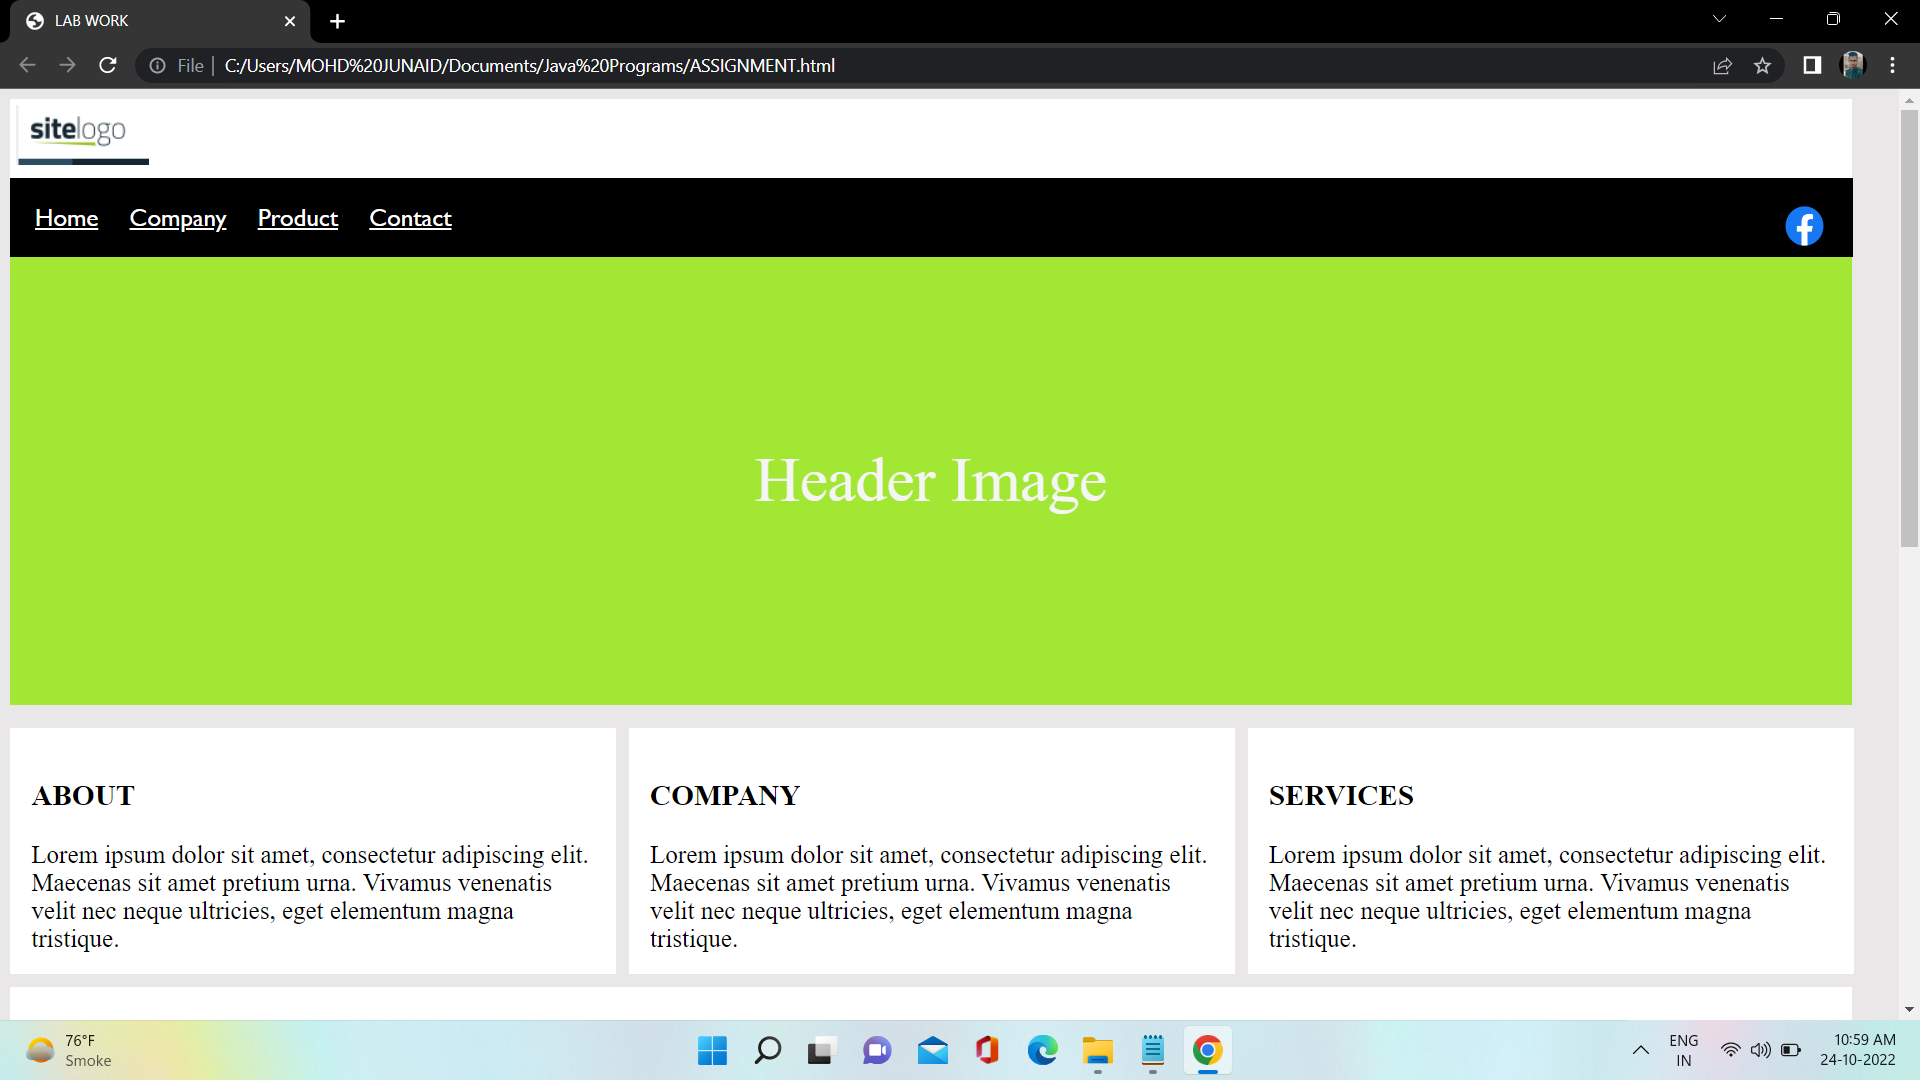 LAB WORK
File
C:/Users/MOHD%20JUNAID/Documents/Java%20Programs/ASSIGNMENT.html
sitelogo
Home Company Product Contact
Header Image
ABOUT
Lorem ipsum dolor sit amet, consectetur adipiscing elit.
Maecenas sit amet pretium urna. Vivamus venenatis
velit nec neque ultricies, eget elementum magna
tristique.
COMPANY
Lorem ipsum dolor sit amet, consectetur adipiscing elit.
Maecenas sit amet pretium urna. Vivamus venenatis
velit nec neque ultricies, eget elementum magna
tristique.
SERVICES
Lorem ipsum dolor sit amet, consectetur adipiscing elit.
Maecenas sit amet pretium urna. Vivamus venenatis
velit nec neque ultricies, eget elementum magna
tristique.
76°F
Smoke
ENG
IN
10:59 AM
24-10-2022